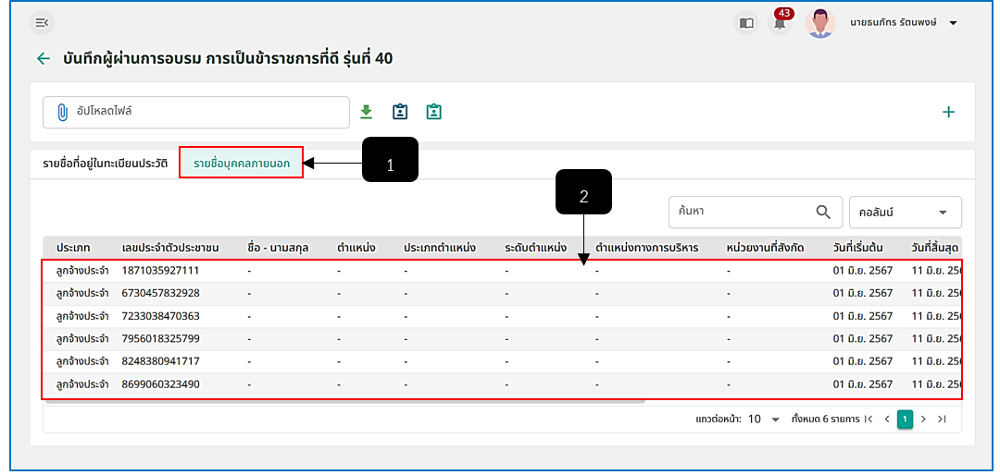 43
นายธนภัทร รัตนพงษ์
บันทึกผู้ผ่านการอบรม การเป็นข้าราชการที่ดี รุ่นที่ 40
อัปโหลดไฟล์
รายชื่อที่อยู่ในทะเบียนประวัติ รายชื่อบุคคลภายนอก 1
2
ค้นหา คอลัมน์
ประเภท เลขประจำตัวประชาชน ชื่อ - นามสกุล ตำแหน่ง ประเภทตำแหน่ง ระดับตำแหน่ง ตำแหน่งทางการบริหาร หน่วยงานที่สังกัด วันที่เริ่มต้น วันที่สิ้นสุด
ลูกจ้างประจำ 1871035927111 - - - - - - 01 มิ.ย. 2567 11 มิ.ย. 256
ลูกจ้างประจำ 6730457832928 - - - - - - 01 มิ.ย. 2567 11 มิ.ย. 256
ลูกจ้างประจำ 7233038470363 - - - - - - 01 มิ.ย. 2567 11 มิ.ย. 256
ลูกจ้างประจำ 7956018325799 - - - - - - 01 มิ.ย. 2567 11 มิ.ย. 256
ลูกจ้างประจำ 8248380941717 - - - - - - 01 มิ.ย. 2567 11 มิ.ย. 256
ลูกจ้างประจำ 8699060323490 - - - - - - 01 มิ.ย. 2567 11 มิ.ย. 256
แถวต่อหน้า: 10 ทั้งหมด 6 รายการ 1